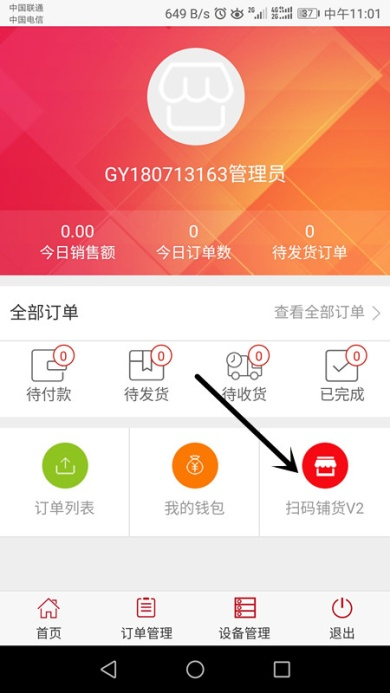 中国联通
中国电信
649 B/s 2G 4G 2G 2G 87 中午11:01
GY180713163管理员
0.00 0 0
今日销售额 今日订单数 待发货订单
全部订单 查看全部订单
0 0 0 0
待付款 待发货 待收货 已完成
订单列表 我的钱包 扫码铺货V2
首页 订单管理 设备管理 退出